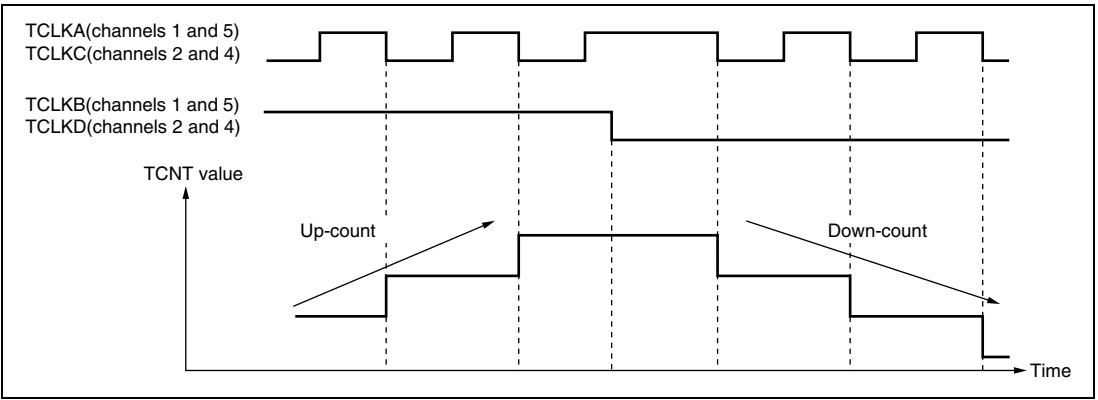 TCLKA(channels 1 and 5)
TCLKC(channels 2 and 4)
TCLKB(channels 1 and 5)
TCLKD(channels 2 and 4)
TCNT value
Up-count
Down-count
Time